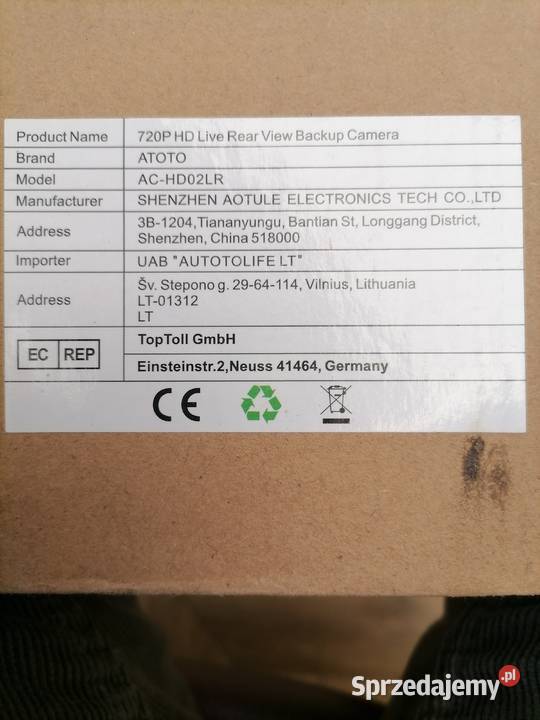 Product Name 720P HD Live Rear View Backup Camera
Brand ATOTO
Model AC-HD02LR
Manufacturer SHENZHEN AOTULE ELECTRONICS TECH CO.,LTD
Address 3B-1204,Tiananyungu, Bantian St, Longgang District,
Shenzhen, China 518000
Importer UAB "AUTOTOLIFE LT"
Address Šv. Stepono g. 29-64-114, Vilnius, Lithuania
LT-01312
LT
EC REP TopToll GmbH
Einsteinstr.2,Neuss 41464, Germany
CE
Sprzedajemy.pl